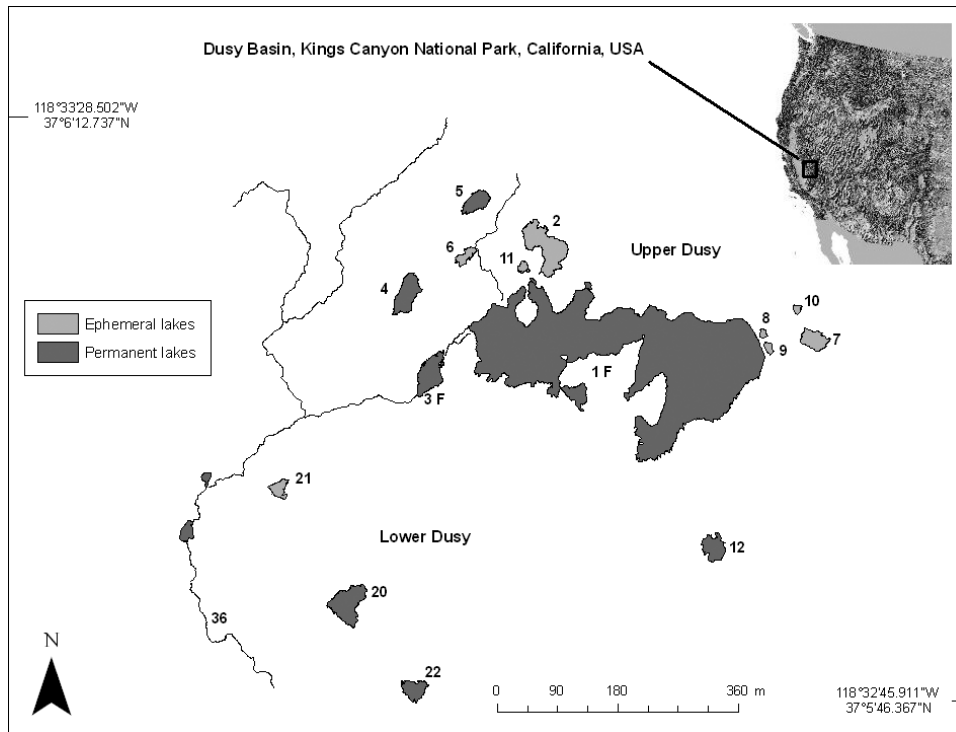 Dusy Basin, Kings Canyon National Park, California, USA
118°33'28.502"W
37°6'12.737"N
5
2
6
11
Upper Dusy
4
10
8
7
9
Ephemeral lakes
Permanent lakes
1 F
3 F
21
Lower Dusy
12
20
36
N
22
0 90 180 360 m
118°32'45.911"W
37°5'46.367"N